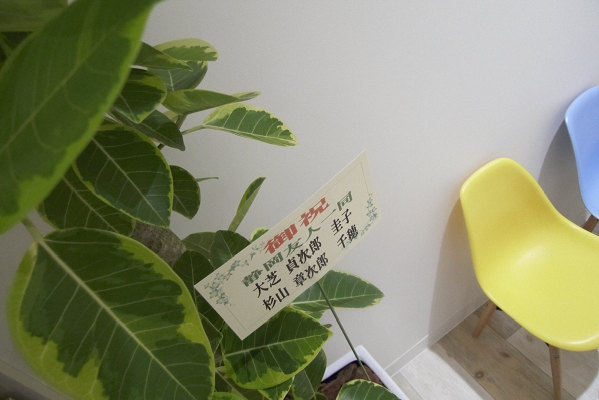 御祝
静岡友人一同
大芝 貞次郎 圭子
杉山 章次郎 千穂